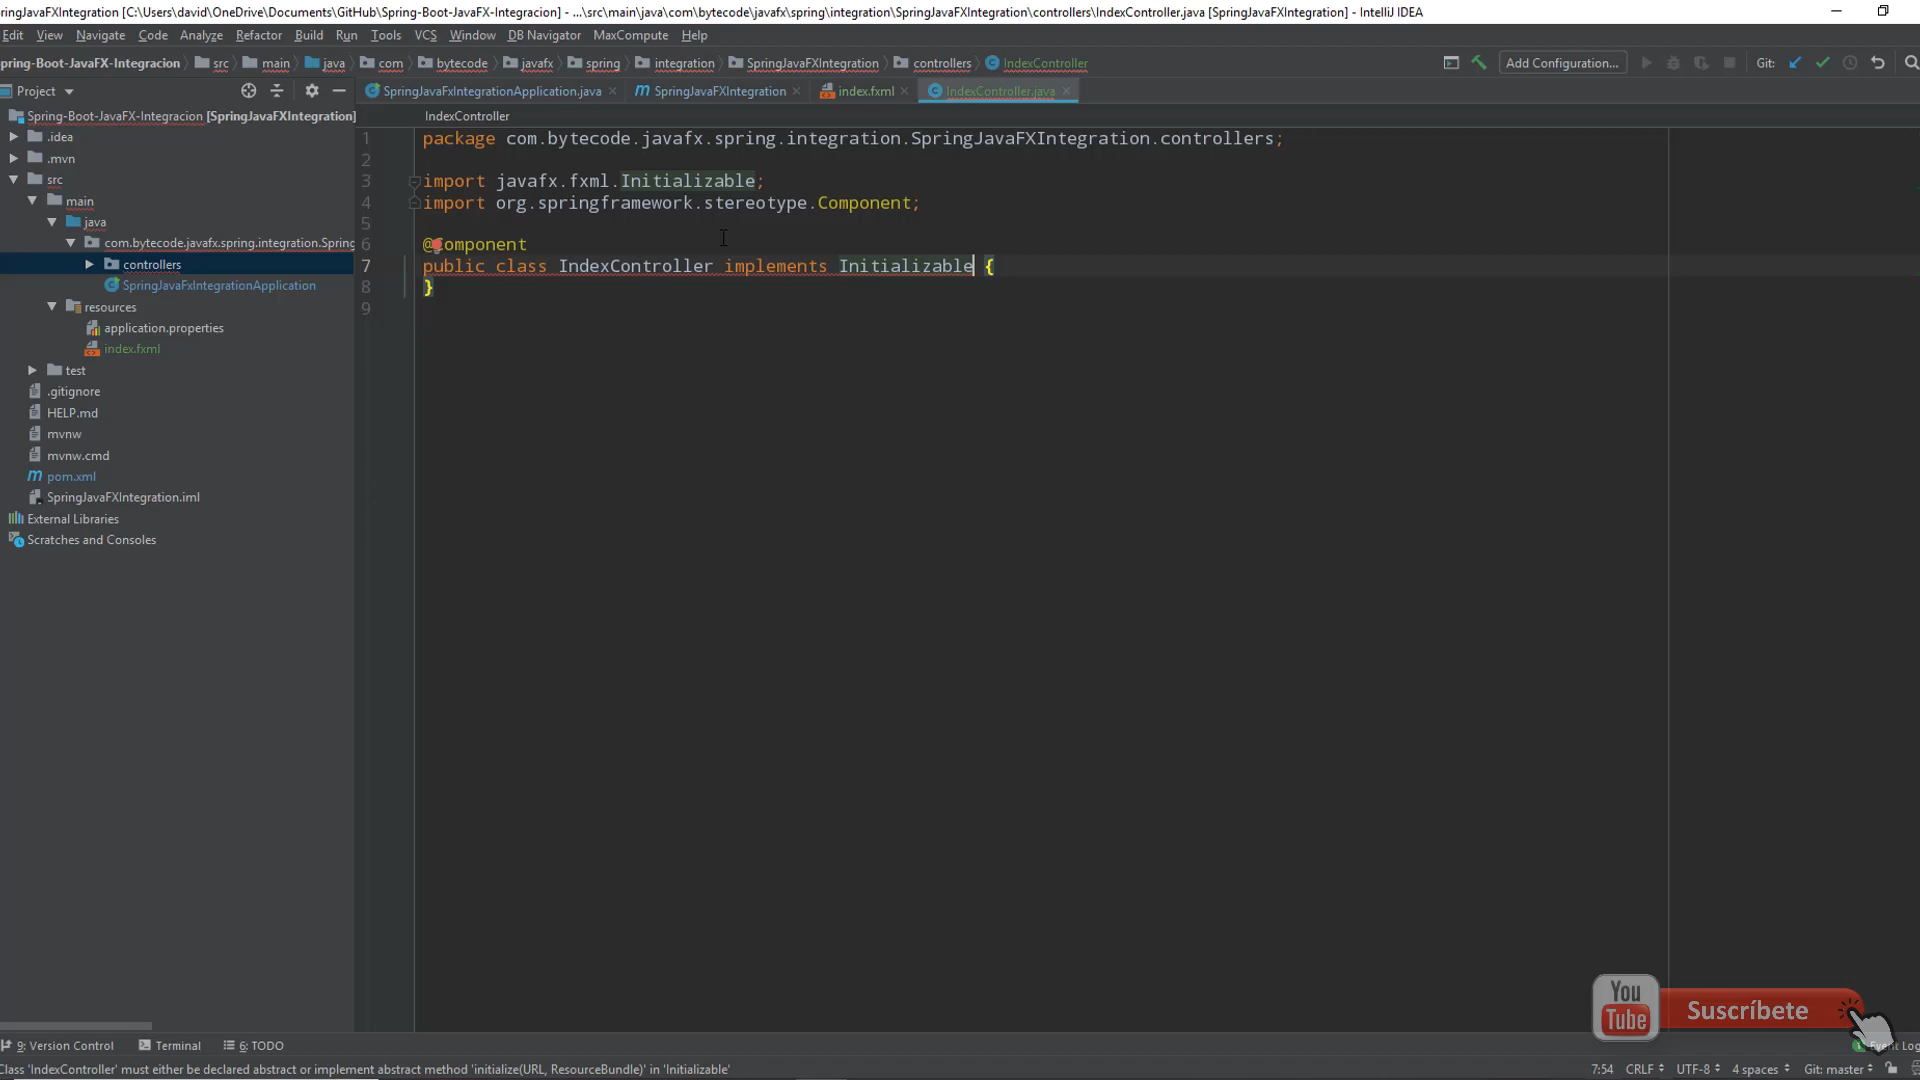 ringJavaFXIntegration [C:\Users\david\OneDrive\Documents\GitHub\Spring-Boot-JavaFX-Integracion] - ...\src\main\java\com\bytecode\javafx\spring\integration\SpringJavaFXIntegration\controllers\IndexController.java [SpringJavaFXIntegration] - IntelliJ IDEA
Edit View Navigate Code Analyze Refactor Build Run Tools VCS Window DB Navigator MaxCompute Help
pring-Boot-JavaFX-Integracion src main java com bytecode javafx spring integration SpringJavaFXIntegration controllers IndexController Add Configuration... Git:
Project SpringJavaFxIntegrationApplication.java SpringJavaFXIntegration index.fxml IndexController.java
Spring-Boot-JavaFX-Integracion [SpringJavaFXIntegration]
.idea
.mvn
src
main
java
com.bytecode.javafx.spring.integration.Spring
controllers
SpringJavaFxIntegrationApplication
resources
application.properties
index.fxml
test
.gitignore
HELP.md
mvnw
mvnw.cmd
pom.xml
SpringJavaFXIntegration.iml
External Libraries
Scratches and Consoles
IndexController
1 package com.bytecode.javafx.spring.integration.SpringJavaFXIntegration.controllers;
2
3 import javafx.fxml.Initializable;
4 import org.springframework.stereotype.Component;
5
6 @Component
7 public class IndexController implements Initializable {
8 }
9
You Tube Suscríbete
9: Version Control Terminal 6: TODO Event Log
Class 'IndexController' must either be declared abstract or implement abstract method 'initialize(URL, ResourceBundle)' in 'Initializable' 7:54 CRLF UTF-8 4 spaces Git: master